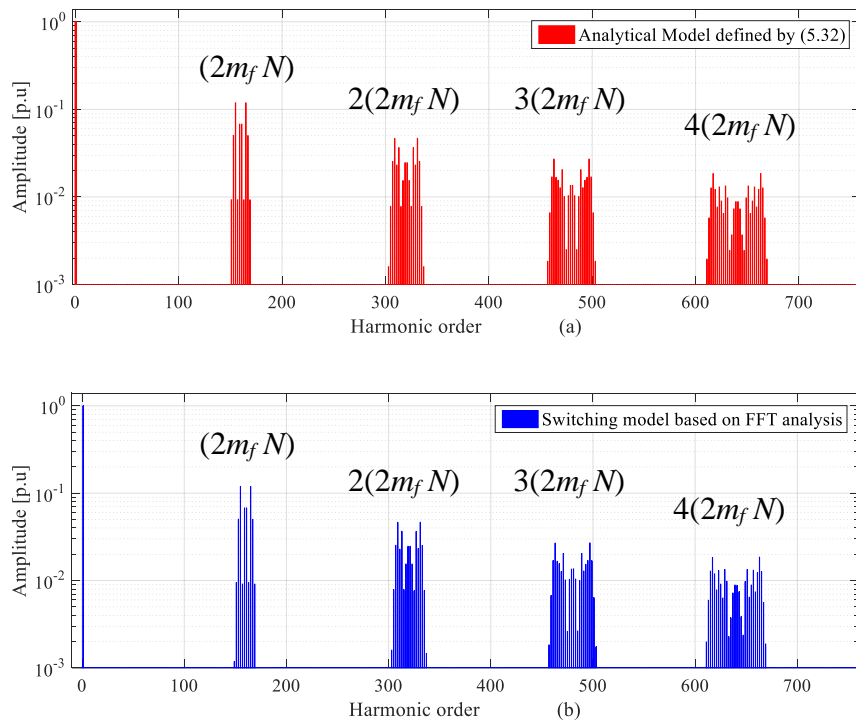 10^0
10^-1
10^-2
10^-3
Amplitude [p.u]
Analytical Model defined by (5.32)
(2m_f N)
2(2m_f N)
3(2m_f N)
4(2m_f N)
0 100 200 300 400 500 600 700
Harmonic order (a)
10^0
10^-1
10^-2
10^-3
Amplitude [p.u]
Switching model based on FFT analysis
(2m_f N)
2(2m_f N)
3(2m_f N)
4(2m_f N)
0 100 200 300 400 500 600 700
Harmonic order (b)